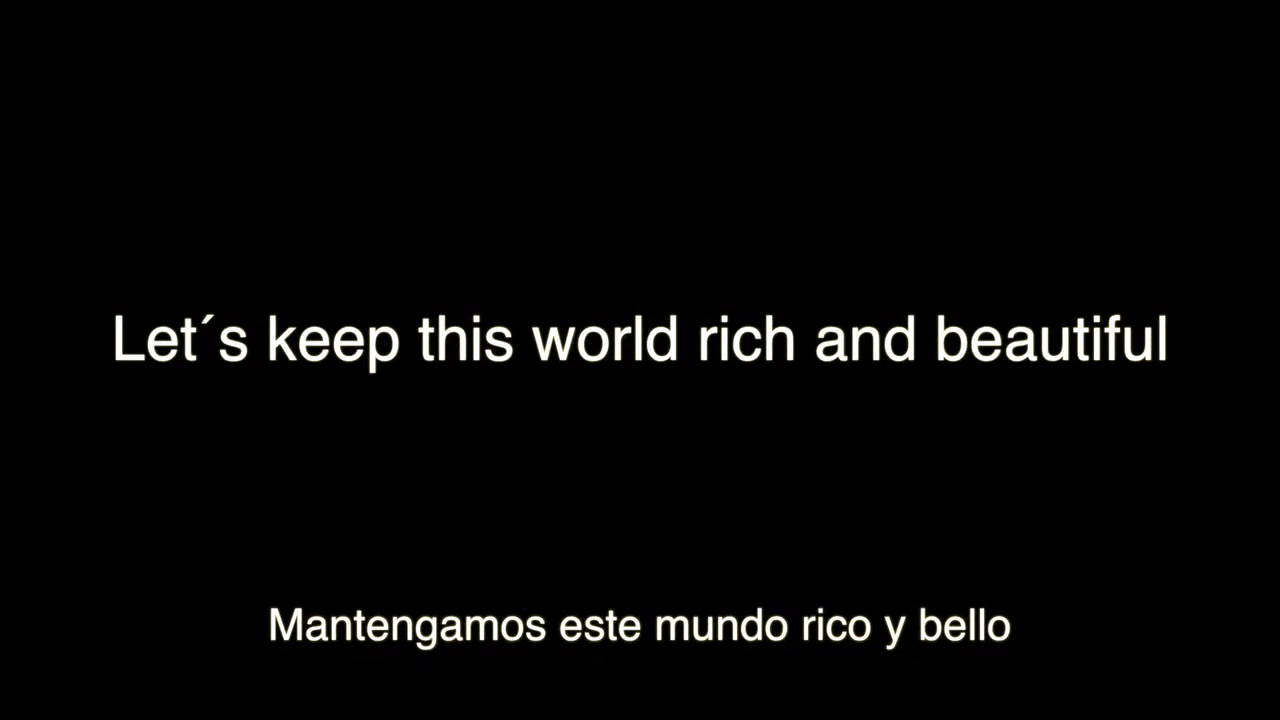 Let´s keep this world rich and beautiful
Mantengamos este mundo rico y bello